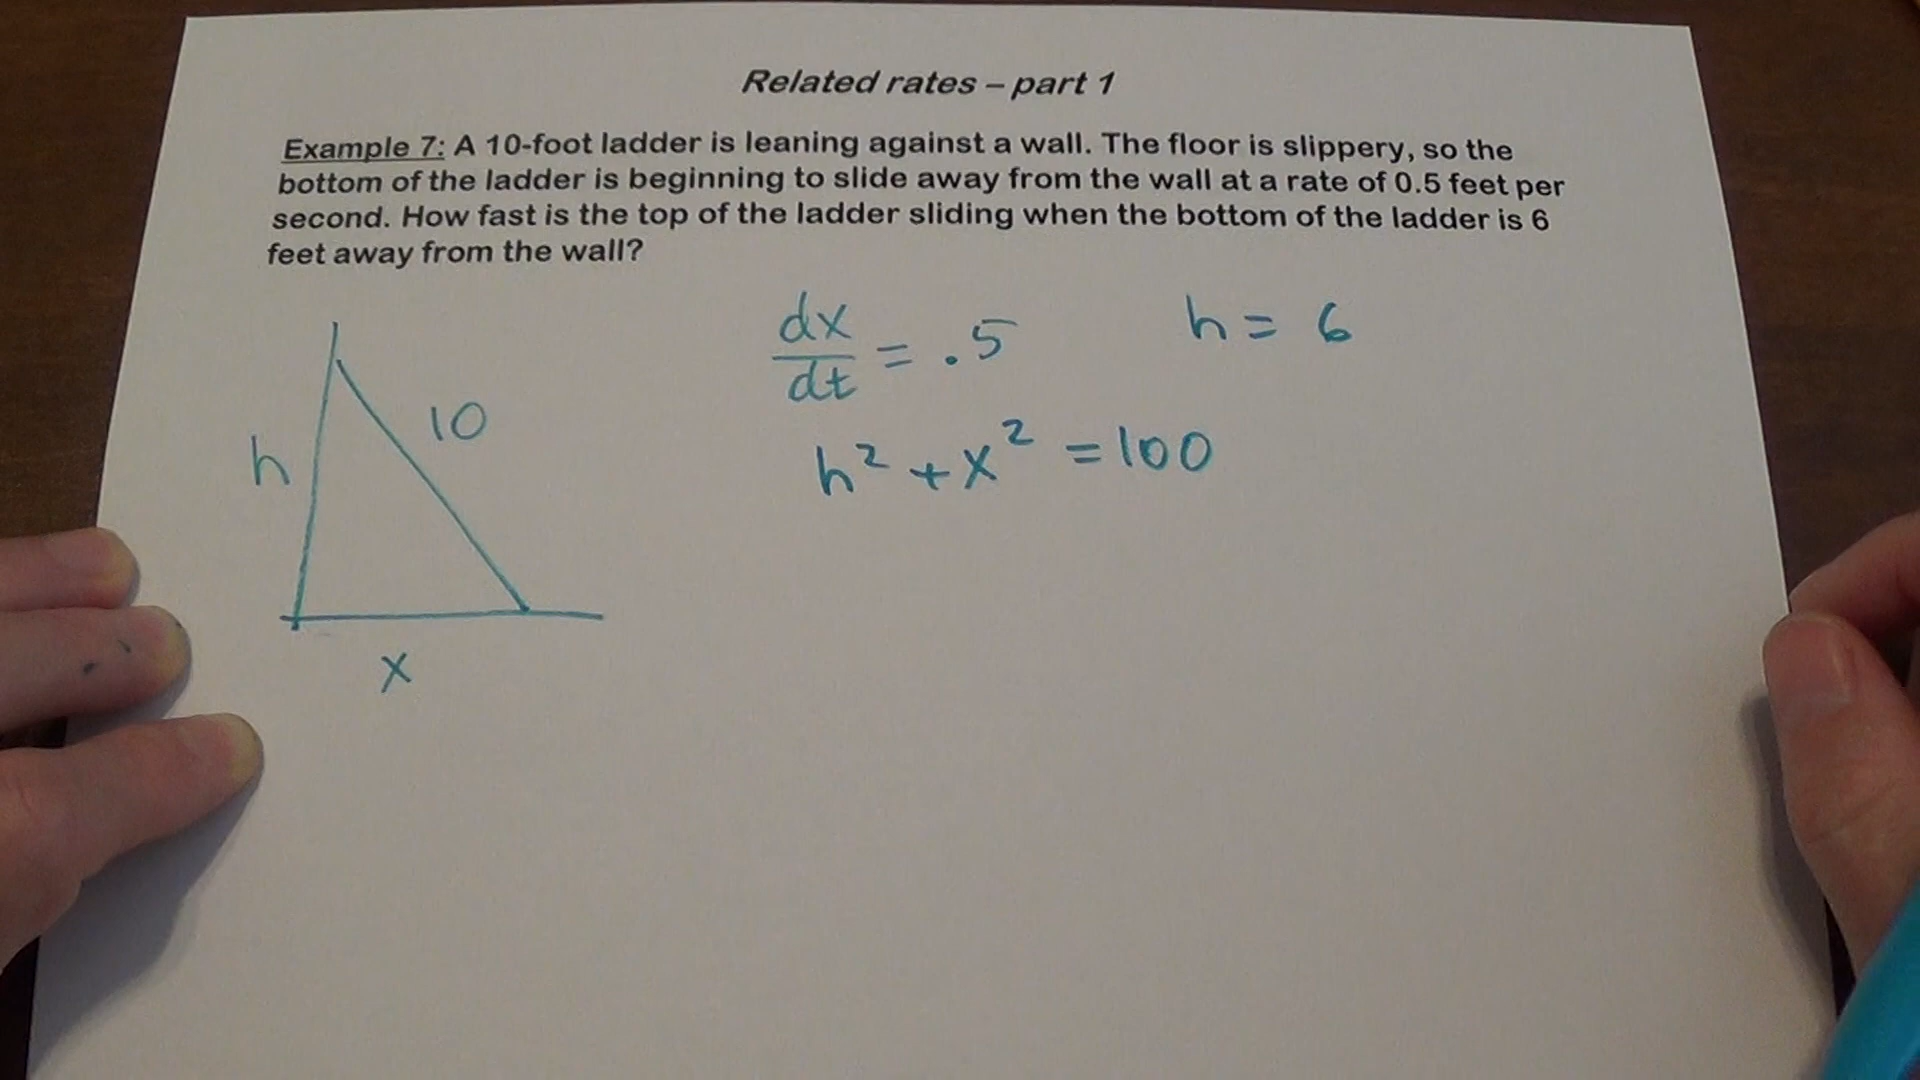 Related rates – part 1
Example 7: A 10-foot ladder is leaning against a wall. The floor is slippery, so the
bottom of the ladder is beginning to slide away from the wall at a rate of 0.5 feet per
second. How fast is the top of the ladder sliding when the bottom of the ladder is 6
feet away from the wall?
dx/dt = .5
h = 6
h² + x² = 100
10
h
x